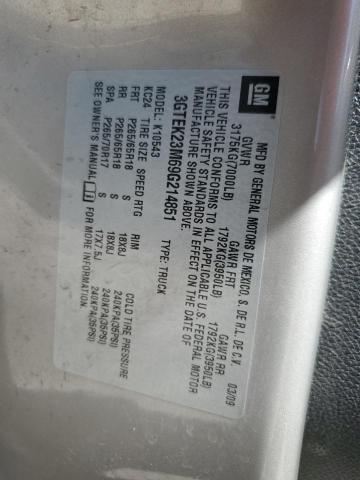 GM
MFD BY GENERAL MOTORS DE MEXICO, S. DE R.L. DE C.V.
03/09
GVWR GAWR FRT GAWR RR
3175KG(7000LB) 1792KG(3950LB) 1792KG(3950LB)
THIS VEHICLE CONFORMS TO ALL APPLICABLE U.S. FEDERAL MOTOR
VEHICLE SAFETY STANDARDS IN EFFECT ON THE DATE OF
MANUFACTURE SHOWN ABOVE.
3GTEK23M69G214851 TYPE: TRUCK
MODEL: K10543
KC24 TIRE SIZE SPEED RTG RIM COLD TIRE PRESSURE
FRT P265/65R18 S 18X8J 240KPA(35PSI)
RR P265/65R18 S 18X8J 240KPA(35PSI)
SPA P265/70R17 S 17X7.5J 240KPA(35PSI)
SEE OWNER'S MANUAL FOR MORE INFORMATION.